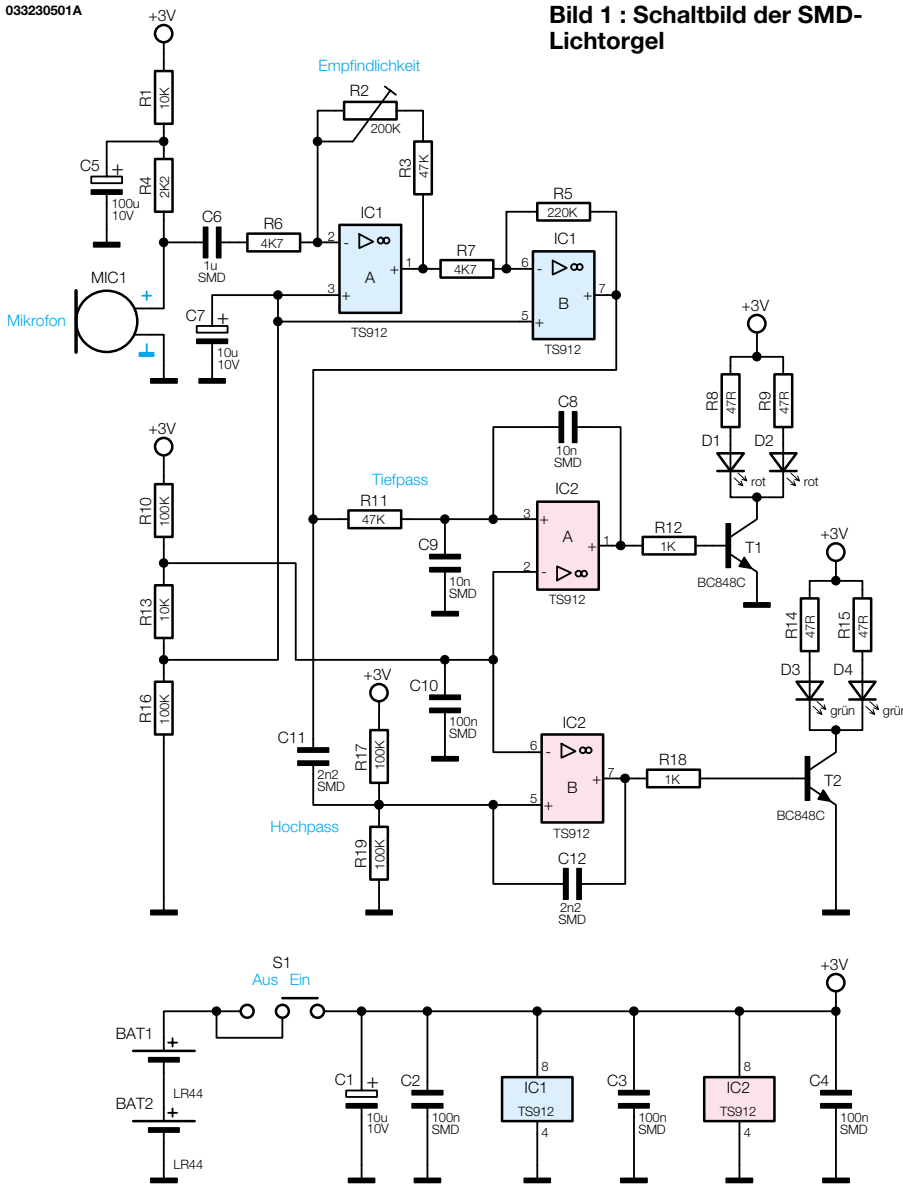 033230501A
Bild 1 : Schaltbild der SMD-
Lichtorgel
+3V
R1
10K
C5
+
100u
10V
R4
2K2
C6
1u
SMD
R6
4K7
Empfindlichkeit
R2
200K
R3
47K
IC1
2
-
▷ ∞
A
+
1
3
+
TS912
R7
4K7
R5
220K
IC1
6
-
▷ ∞
B
+
7
5
+
TS912
MIC1
+
Mikrofon
C7
+
10u
10V
+3V
R8
47R
R9
47R
D1
D2
rot
rot
+3V
R10
100K
R13
10K
R16
100K
Tiefpass
R11
47K
C8
10n
SMD
C9
10n
SMD
IC2
3
+
A
+
1
2
-
▷ ∞
TS912
R12
1K
T1
BC848C
+3V
R14
47R
R15
47R
D3
D4
grün
grün
C10
100n
SMD
+3V
R17
100K
C11
2n2
SMD
Hochpass
R19
100K
IC2
6
-
▷ ∞
B
+
7
5
+
TS912
C12
2n2
SMD
R18
1K
T2
BC848C
S1
Aus Ein
+3V
BAT1
+
LR44
BAT2
+
LR44
C1
+
10u
10V
C2
100n
SMD
8
IC1
TS912
4
C3
100n
SMD
8
IC2
TS912
4
C4
100n
SMD